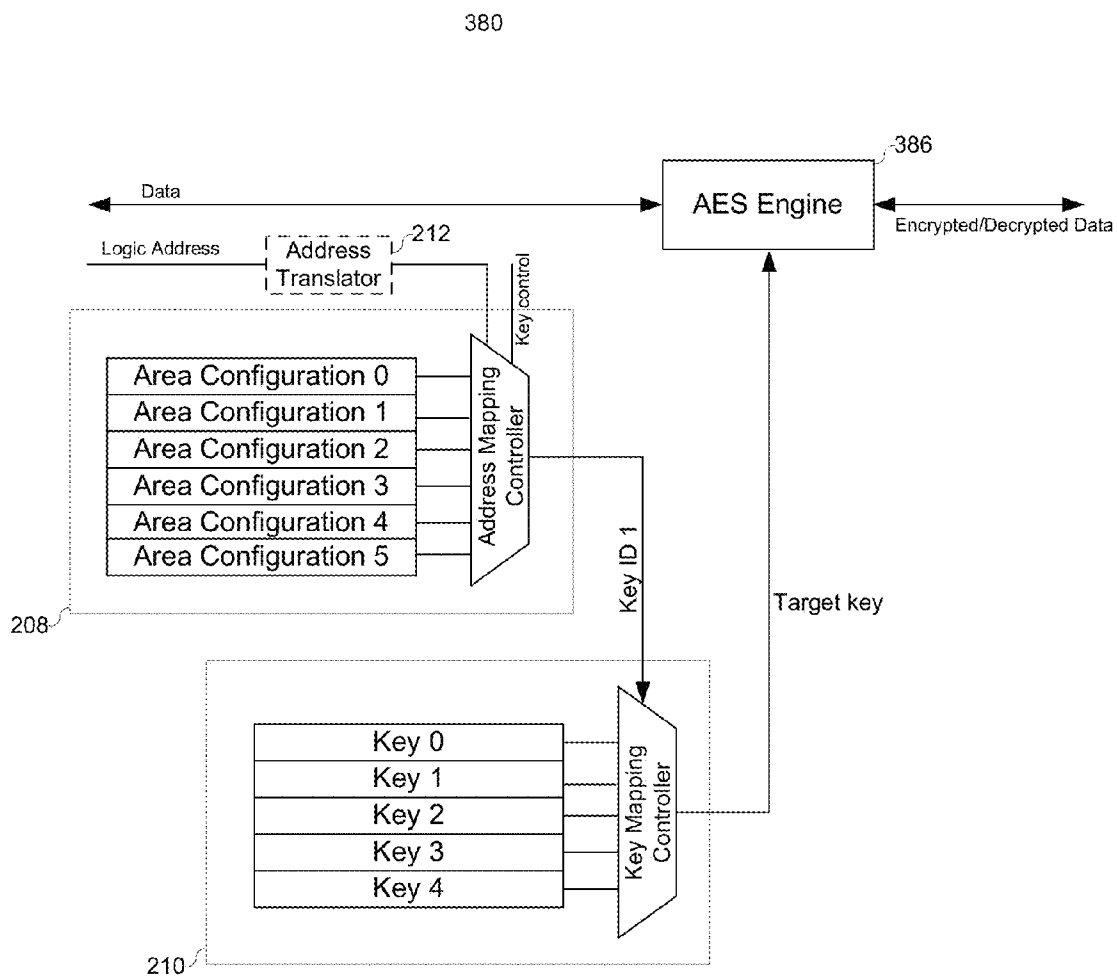 380
386
Data
AES Engine
Encrypted/Decrypted Data
212
Logic Address
Address
Translator
Key control
Area Configuration 0
Area Configuration 1
Area Configuration 2
Area Configuration 3
Area Configuration 4
Area Configuration 5
Address Mapping
Controller
208
Key ID 1
Target key
Key 0
Key 1
Key 2
Key 3
Key 4
Key Mapping
Controller
210